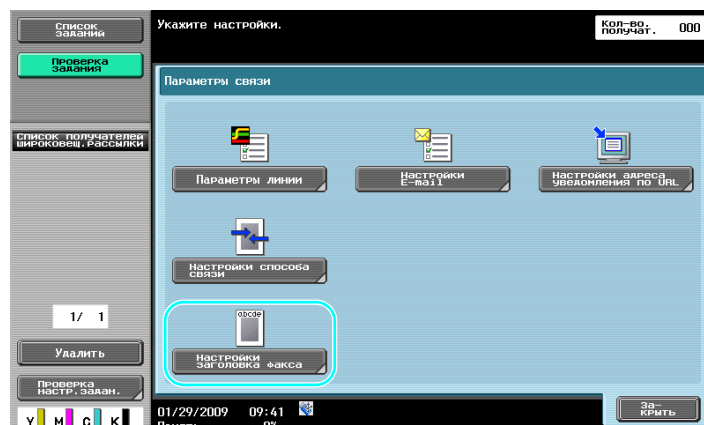 Список
заданий
Укажите настройки.
Кол-во.
получат.
000
Проверка
задания
Параметры связи
Список получателей
широковещ.рассылки
Параметры линии
Настройки
E-mail
Настройки адреса
уведомления по URL
Настройки способа
связи
1/ 1
abcde
Удалить
Настройки
заголовка факса
Проверка
настр.задан.
01/29/2009 09:41
За-
крыть
Y M C K
Память 0%